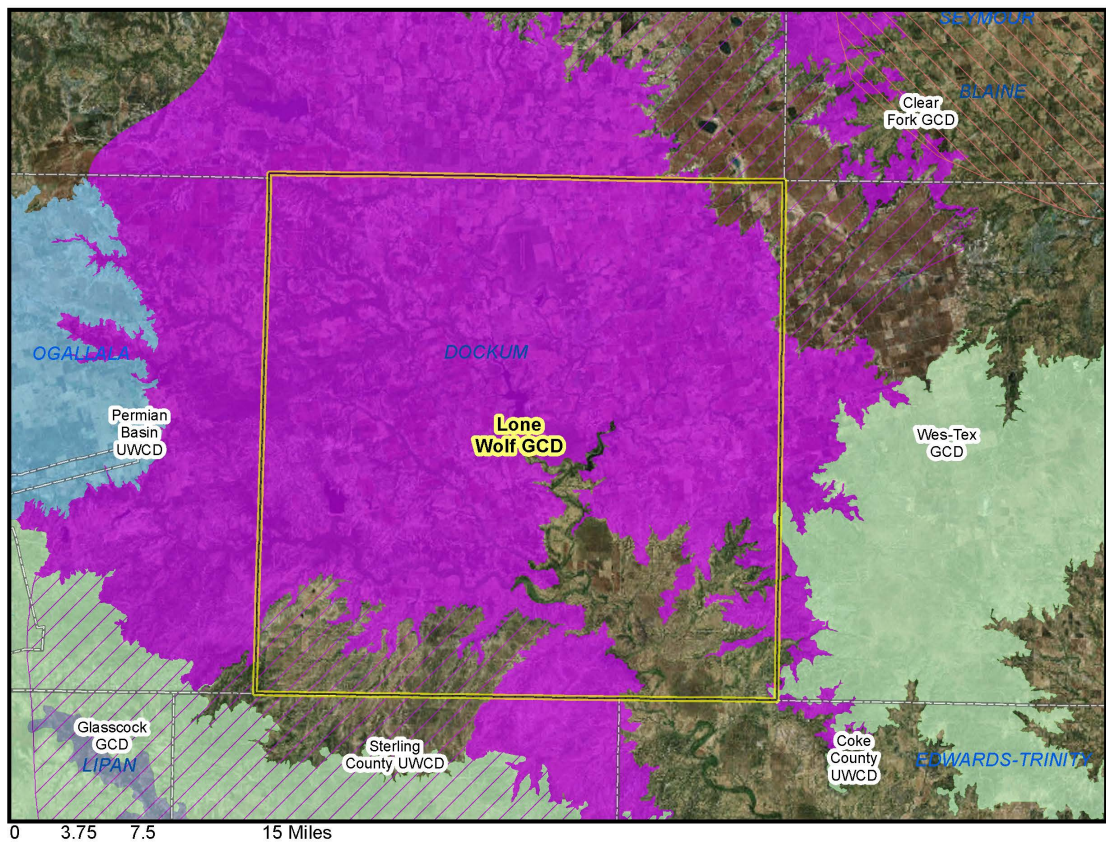 SEYMOUR
BLAINE
Clear
Fork GCD
OGALLALA
DOCKUM
Permian
Basin
UWCD
Lone
Wolf GCD
Wes-Tex
GCD
Glasscock
GCD
LIPAN
Sterling
County UWCD
Coke
County
UWCD
EDWARDS-TRINITY
0 3.75 7.5 15 Miles